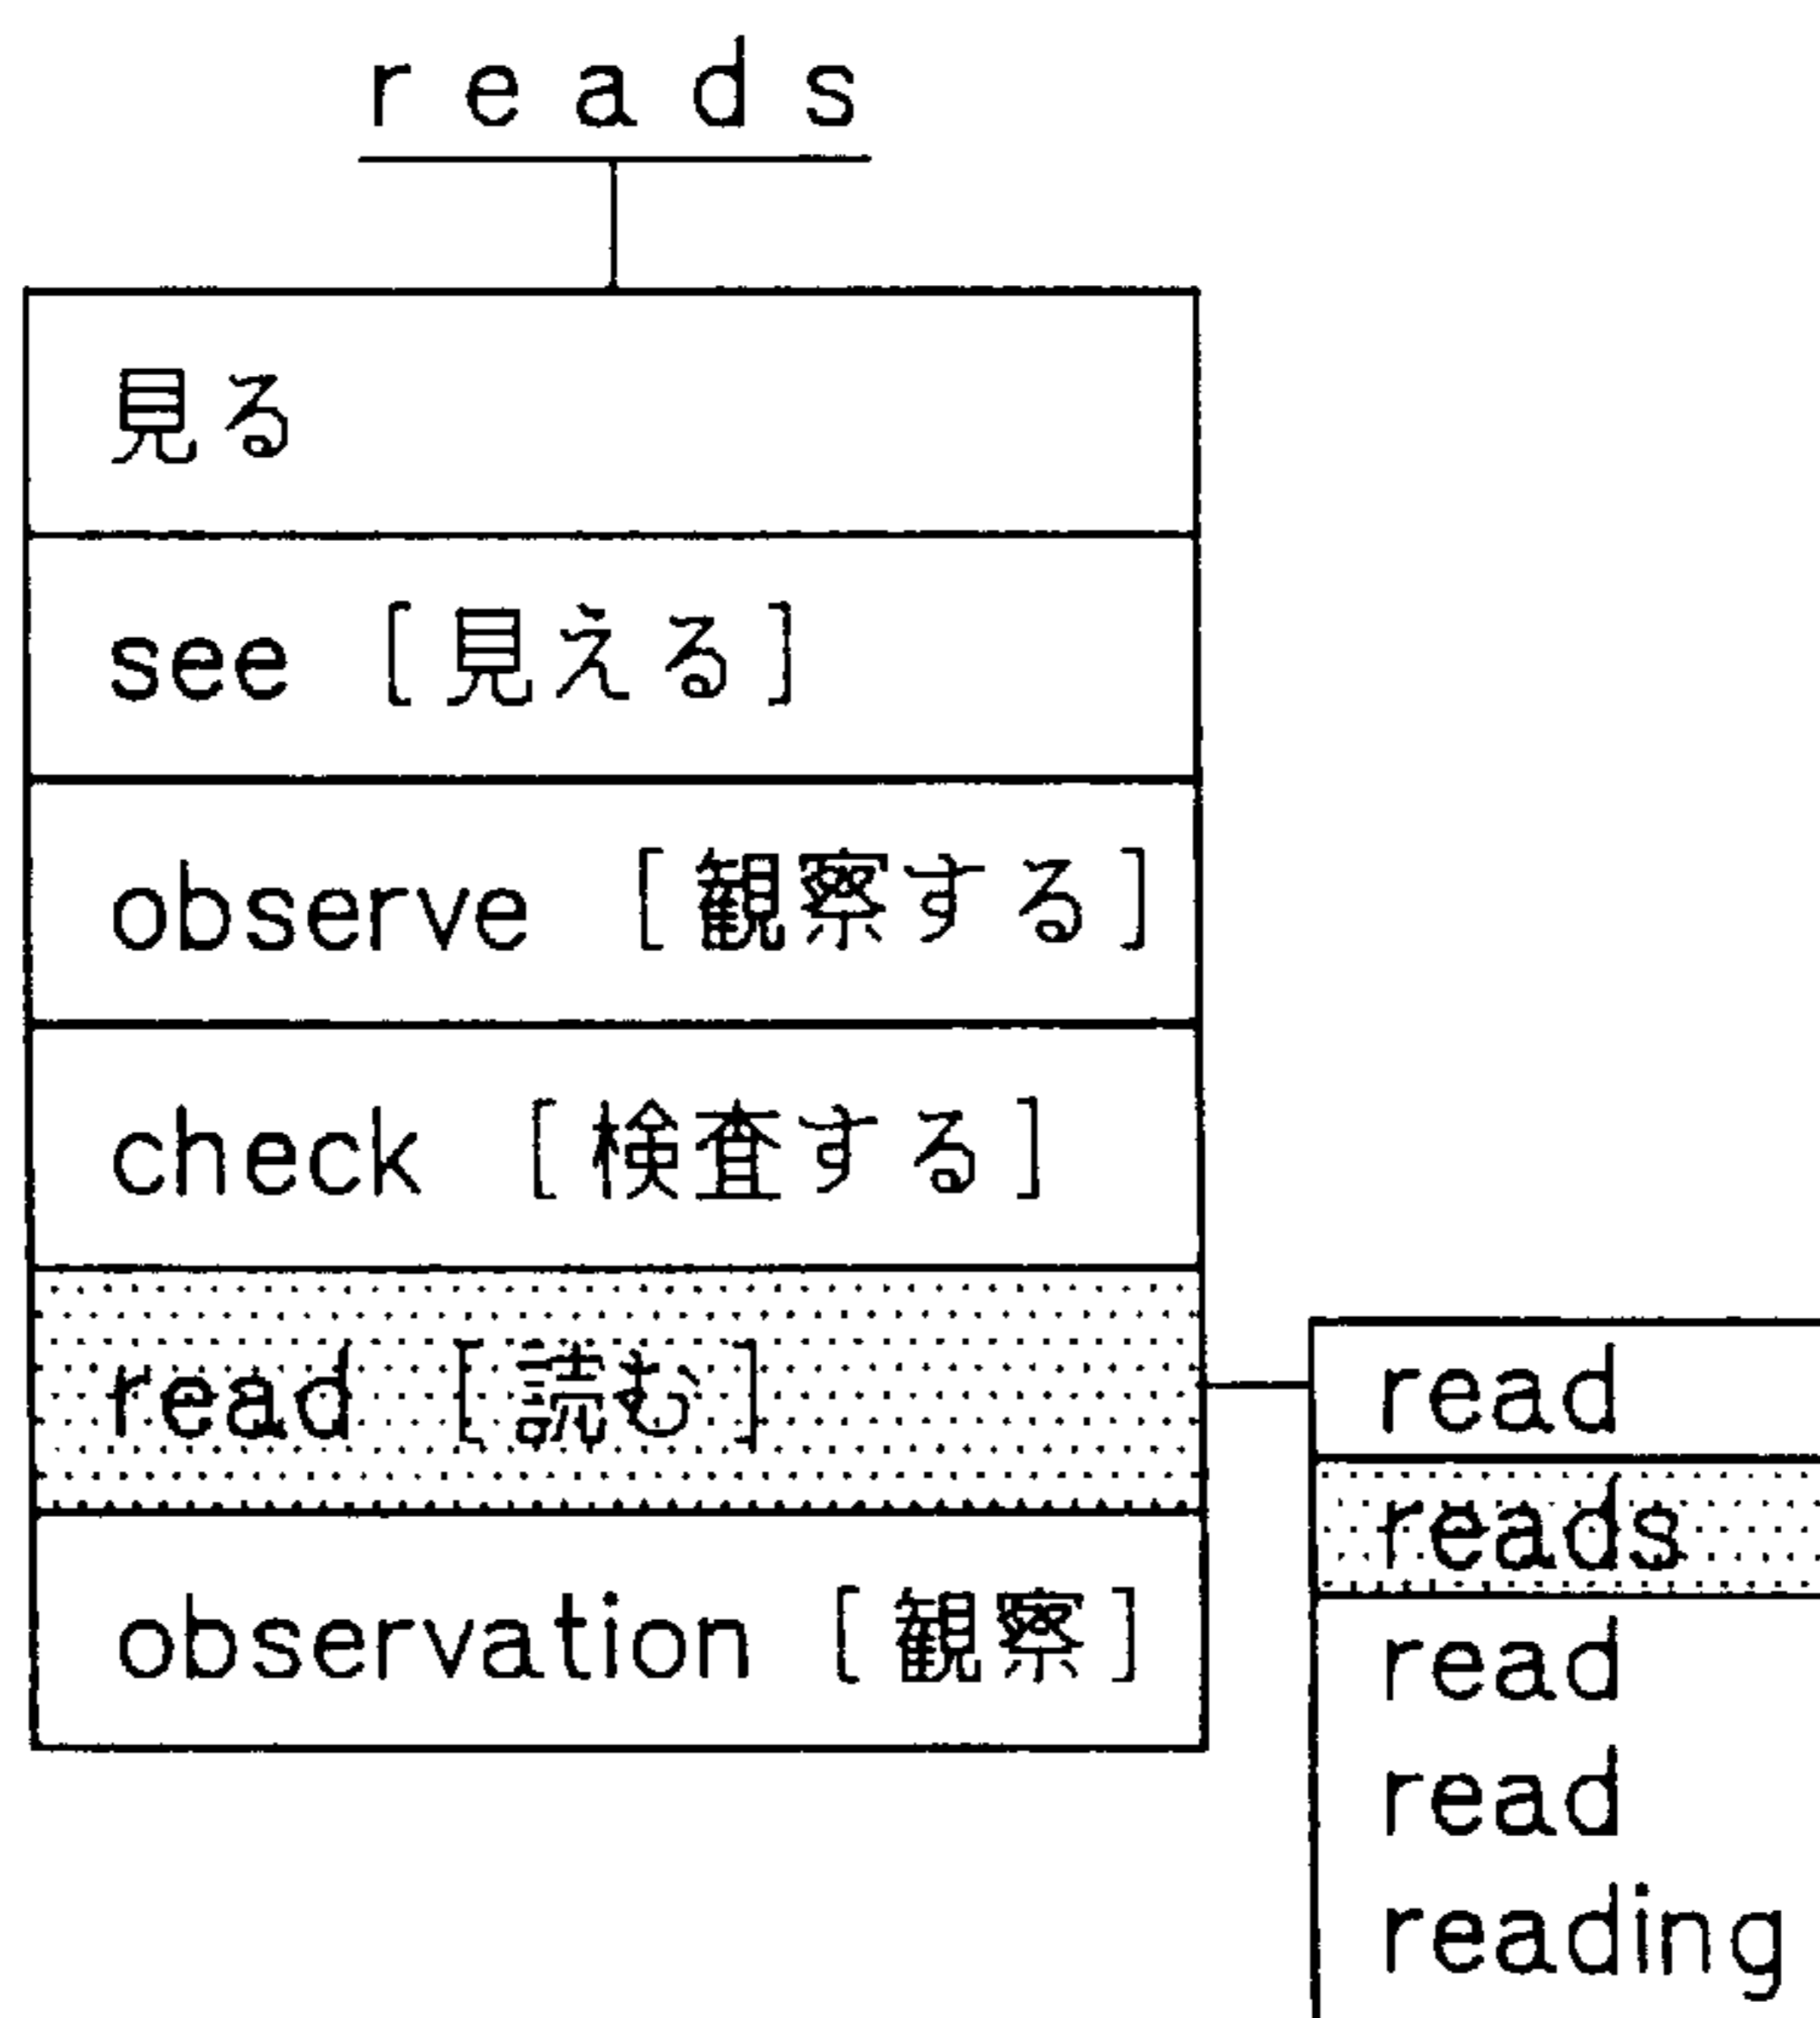 reads
見る
see [見える]
observe [観察する]
check [検査する]
read [読む]
observation [観察]
read
reads
read
read
reading